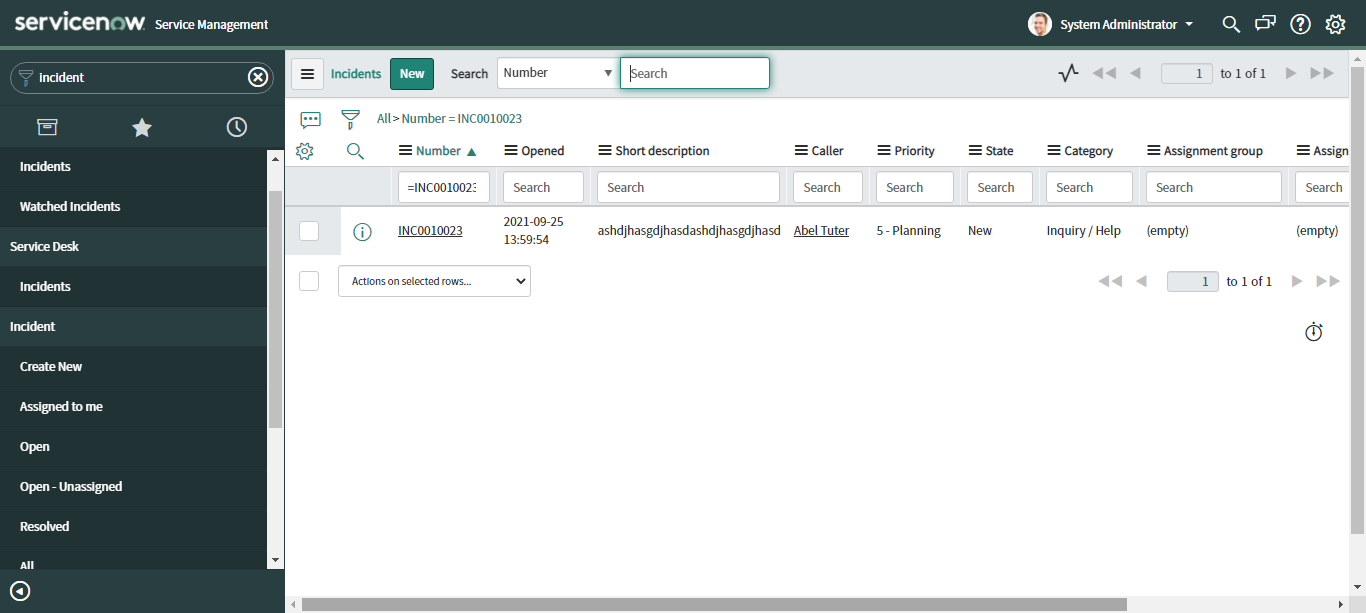 servicenow. Service Management
System Administrator
incident
Incidents
Watched Incidents
Service Desk
Incidents
Incident
Create New
Assigned to me
Open
Open - Unassigned
Resolved
All
Incidents New Search Number Search 1 to 1 of 1
All > Number = INC0010023
Number Opened Short description Caller Priority State Category Assignment group Assign
=INC0010023 Search Search Search Search Search Search Search Search
INC0010023 2021-09-25 13:59:54 ashdjhasgdjhasdashdjhasgdjhasd Abel Tuter 5 - Planning New Inquiry / Help (empty) (empty)
Actions on selected rows... 1 to 1 of 1